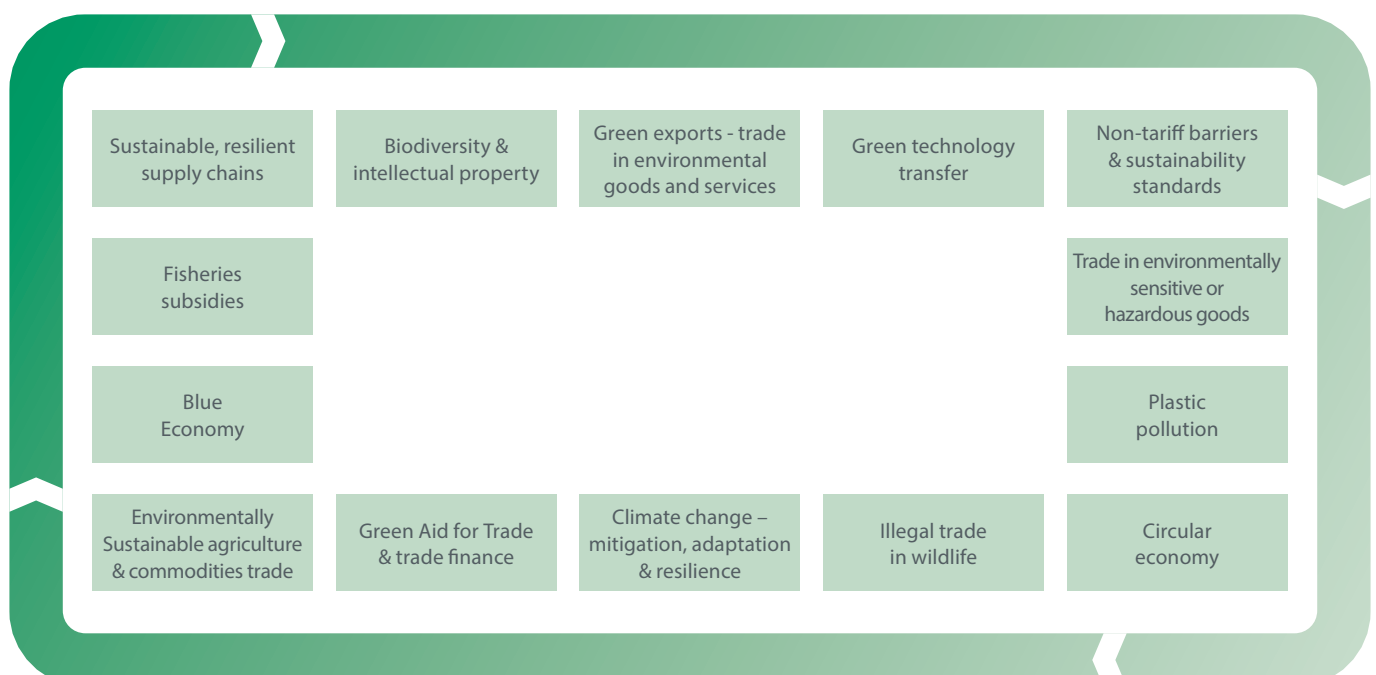 Sustainable, resilient
supply chains
Biodiversity &
intellectual property
Green exports - trade
in environmental
goods and services
Green technology
transfer
Non-tariff barriers
& sustainability
standards
Fisheries
subsidies
Trade in environmentally
sensitive or
hazardous goods
Blue
Economy
Plastic
pollution
Environmentally
Sustainable agriculture
& commodities trade
Green Aid for Trade
& trade finance
Climate change –
mitigation, adaptation
& resilience
Illegal trade
in wildlife
Circular
economy